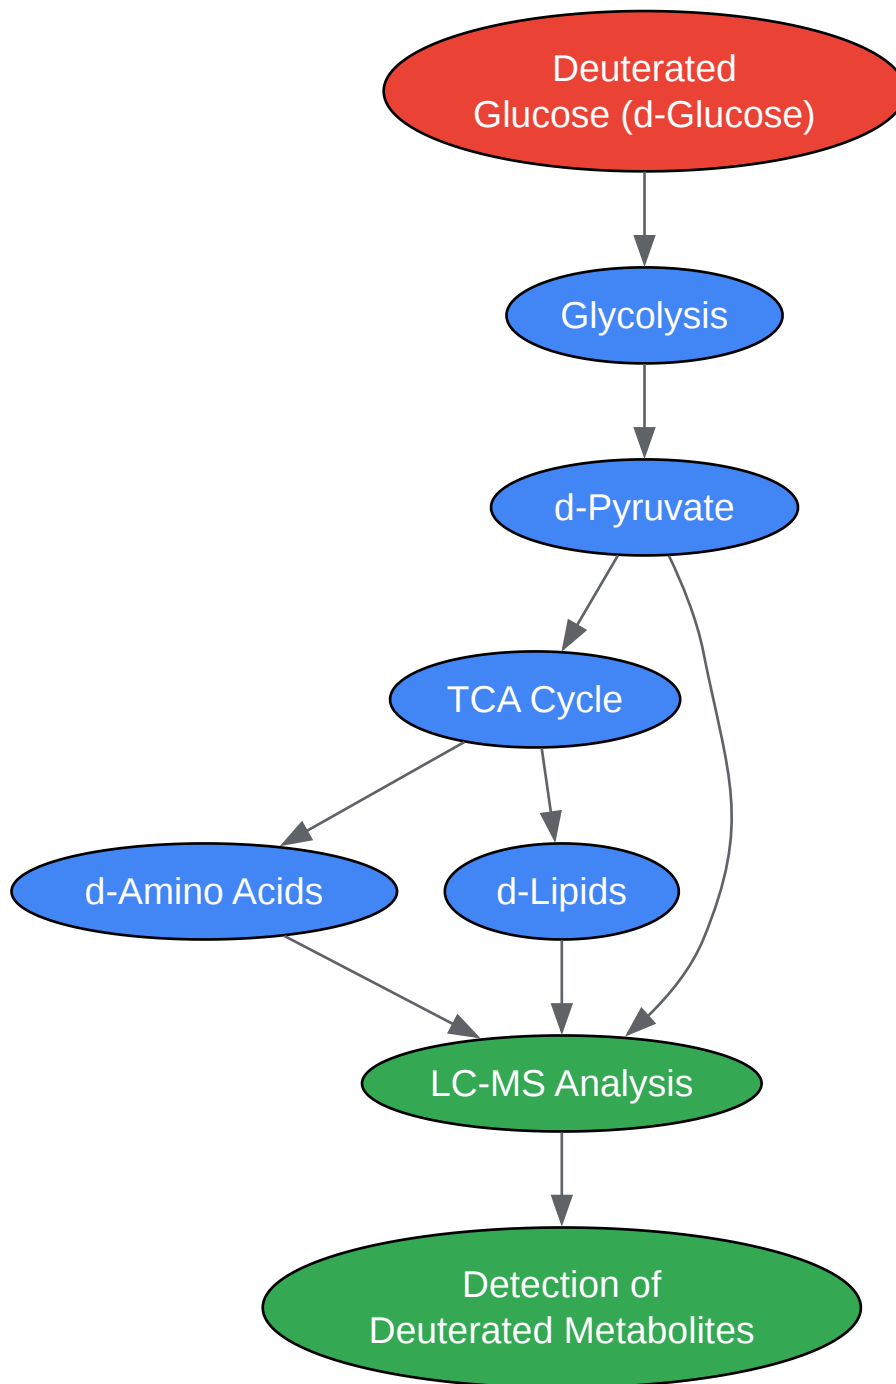 Deuterated
Glucose (d-Glucose)
Glycolysis
d-Pyruvate
TCA Cycle
d-Amino Acids
d-Lipids
LC-MS Analysis
Detection of
Deuterated Metabolites